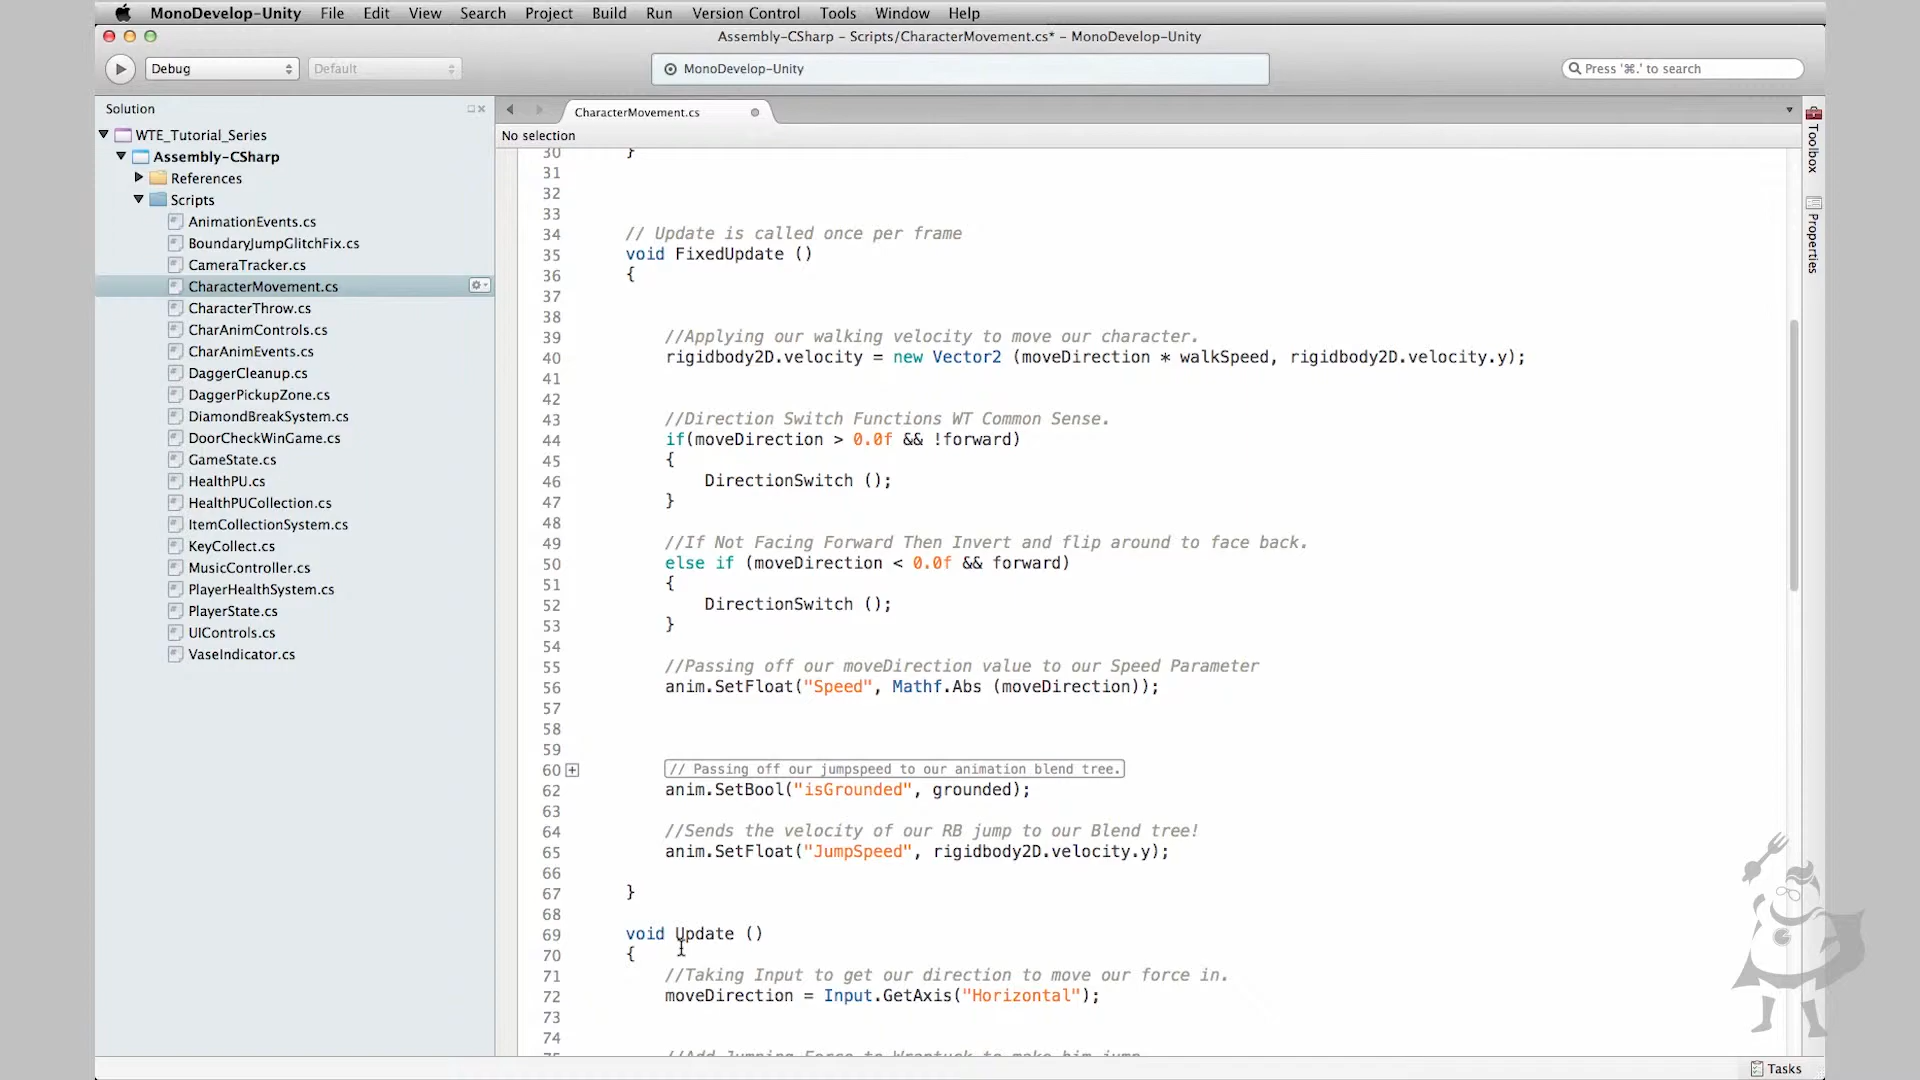 MonoDevelop-Unity File Edit View Search Project Build Run Version Control Tools Window Help
Assembly-CSharp – Scripts/CharacterMovement.cs* – MonoDevelop-Unity
Debug Default MonoDevelop-Unity Press '⌘.' to search
Solution
WTE_Tutorial_Series
Assembly-CSharp
References
Scripts
AnimationEvents.cs
BoundaryJumpGlitchFix.cs
CameraTracker.cs
CharacterMovement.cs
CharacterThrow.cs
CharAnimControls.cs
CharAnimEvents.cs
DaggerCleanup.cs
DaggerPickupZone.cs
DiamondBreakSystem.cs
DoorCheckWinGame.cs
GameState.cs
HealthPU.cs
HealthPUCollection.cs
ItemCollectionSystem.cs
KeyCollect.cs
MusicController.cs
PlayerHealthSystem.cs
PlayerState.cs
UIControls.cs
VaseIndicator.cs
CharacterMovement.cs
No selection
30 }
31
32
33
34 // Update is called once per frame
35 void FixedUpdate ()
36 {
37
38
39 //Applying our walking velocity to move our character.
40 rigidbody2D.velocity = new Vector2 (moveDirection * walkSpeed, rigidbody2D.velocity.y);
41
42
43 //Direction Switch Functions WT Common Sense.
44 if(moveDirection > 0.0f && !forward)
45 {
46 DirectionSwitch ();
47 }
48
49 //If Not Facing Forward Then Invert and flip around to face back.
50 else if (moveDirection < 0.0f && forward)
51 {
52 DirectionSwitch ();
53 }
54
55 //Passing off our moveDirection value to our Speed Parameter
56 anim.SetFloat("Speed", Mathf.Abs (moveDirection));
57
58
59
60 // Passing off our jumpspeed to our animation blend tree.
62 anim.SetBool("isGrounded", grounded);
63
64 //Sends the velocity of our RB jump to our Blend tree!
65 anim.SetFloat("JumpSpeed", rigidbody2D.velocity.y);
66
67 }
68
69 void Update ()
70 {
71 //Taking Input to get our direction to move our force in.
72 moveDirection = Input.GetAxis("Horizontal");
73
74
75 //Add Jumping Force to Wraptuck to make him jump
Toolbox
Properties
Tasks